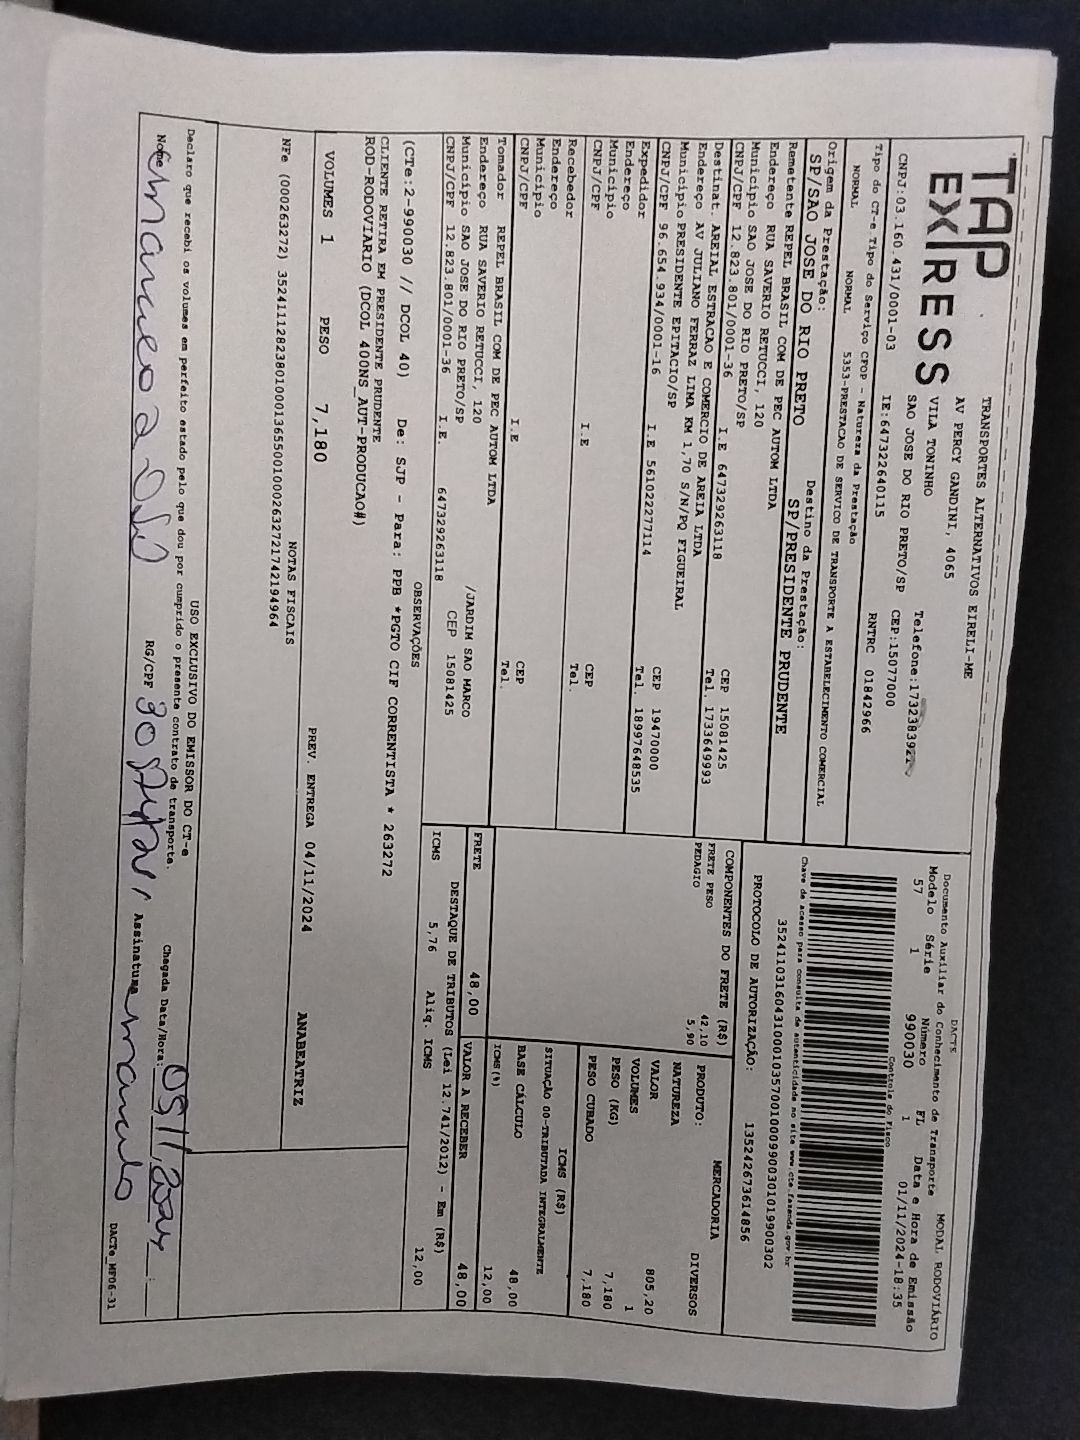 TAP EXPRESS
TRANSPORTES ALTERNATIVOS EIRELI-ME
AV PERCY GANDINI, 4065
VILA TONINHO
SAO JOSE DO RIO PRETO/SP
Telefone:
CEP:15077000
CNPJ:03.160.431/0001-03
IE:647322640115
RNTRC 01842966
Tipo do CT-e Tipo do Serviço CFOP - Natureza da Prestação
NORMAL NORMAL 5353-PRESTACAO DE SERVICO DE TRANSPORTE A ESTABELECIMENTO COMERCIAL
Origem da Prestação: Destino da Prestação:
SP/SAO JOSE DO RIO PRETO SP/PRESIDENTE PRUDENTE
Remetente REPEL BRASIL COM DE PEC AUTOM LTDA
Endereço RUA SAVERIO RETUCCI, 120
Município SAO JOSE DO RIO PRETO/SP CEP 15081425
CNPJ/CPF 12.823.801/0001-36 I.E 647329263118 Tel. 1733649993
Destinat. AREIAL ESTRACAO E COMERCIO DE AREIA LTDA
Endereço AV JULIANO FERRAZ LIMA KM 1,70 S/N/PQ FIGUEIRAL
Município PRESIDENTE EPITACIO/SP CEP 19470000
CNPJ/CPF 96.654.934/0001-16 I.E 561022277114 Tel. 18997648535
Expedidor
Endereço
Município CEP
CNPJ/CPF I.E Tel.
Recebedor
Endereço
Município CEP
CNPJ/CPF I.E Tel.
Tomador REPEL BRASIL COM DE PEC AUTOM LTDA
Endereço RUA SAVERIO RETUCCI, 120 /JARDIM SAO MARCO
Município SAO JOSE DO RIO PRETO/SP CEP 15081425
CNPJ/CPF 12.823.801/0001-36 I.E. 647329263118
OBSERVAÇÕES
(CTe:2-990030 // DCOL 40) De: SJP - Para: PPB *PGTO CIF CORRENTISTA * 263272
CLIENTE RETIRA EM PRESIDENTE PRUDENTE
ROD-RODOVIARIO (DCOL 400NS_AUT-PRODUCAO#)
VOLUMES 1 PESO 7,180 PREV. ENTREGA 04/11/2024 ANABEATRIZ
NOTAS FISCAIS
NFe (000263272) 35241112823801000136550010002632721742194964
DACTE MODAL RODOVIÁRIO
Documento Auxiliar do Conhecimento de Transporte
Modelo Série Número FL Data e Hora de Emissão
57 1 990030 1 01/11/2024-18:35
Controle do Fisco
Chave de acesso para consulta de autenticidade no site www.cte.fazenda.gov.br
35241103160431000103570010009900301019900302
PROTOCOLO DE AUTORIZAÇÃO: 135242673614856
COMPONENTES DO FRETE (R$)
FRETE PESO 42,10
PEDAGIO 5,90
MERCADORIA
PRODUTO: DIVERSOS
NATUREZA
VALOR 805,20
VOLUMES 1
PESO (KG) 7,180
PESO CUBADO 7,180
ICMS (R$)
SITUAÇÃO 00-TRIBUTADA INTEGRALMENTE
BASE CÁLCULO 48,00
ICMS(%) 12,00
FRETE 48,00 VALOR A RECEBER 48,00
DESTAQUE DE TRIBUTOS (Lei 12.741/2012) - Em (R$)
ICMS 5,76 Aliq. ICMS 12,00
USO EXCLUSIVO DO EMISSOR DO CT-e
Declaro que recebi os volumes em perfeito estado pelo que dou por cumprido o presente contrato de transporte.
Chegada Data/Hora: 05/11/2024 :
Nome RG/CPF Assinatura
DACTe_MF06-31